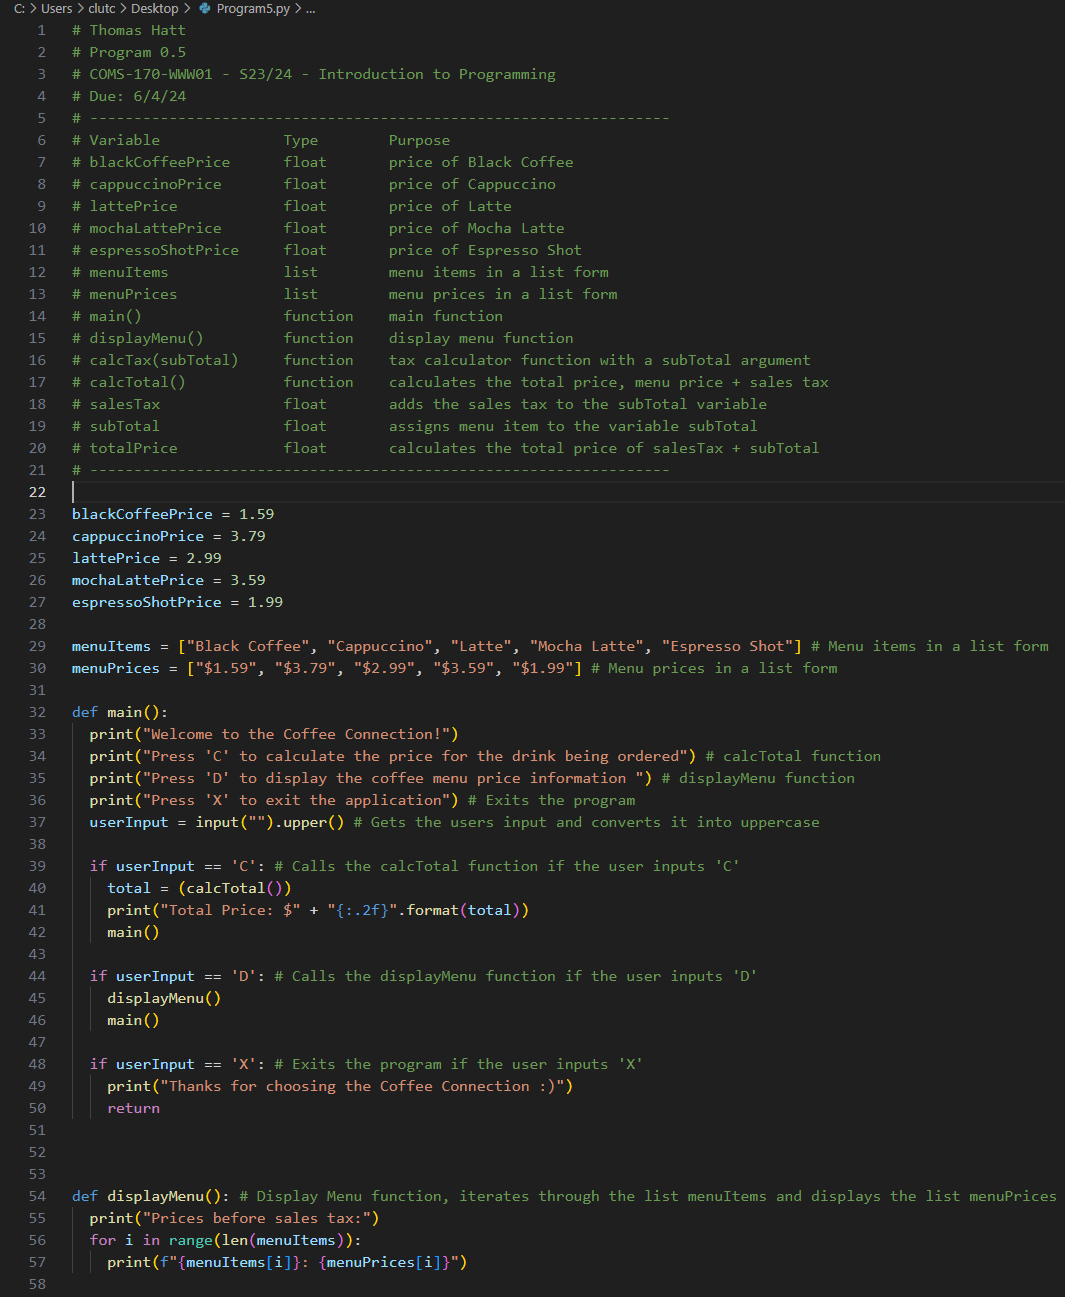 C: > Users > clutc > Desktop > Program5.py > ...
1 # Thomas Hatt
2 # Program 0.5
3 # COMS-170-WWW01 - S23/24 - Introduction to Programming
4 # Due: 6/4/24
5 # ------------------------------------------------------------------
6 # Variable              Type        Purpose
7 # blackCoffeePrice      float       price of Black Coffee
8 # cappuccinoPrice       float       price of Cappuccino
9 # lattePrice            float       price of Latte
10 # mochaLattePrice       float       price of Mocha Latte
11 # espressoShotPrice     float       price of Espresso Shot
12 # menuItems             list        menu items in a list form
13 # menuPrices            list        menu prices in a list form
14 # main()                function    main function
15 # displayMenu()         function    display menu function
16 # calcTax(subTotal)     function    tax calculator function with a subTotal argument
17 # calcTotal()           function    calculates the total price, menu price + sales tax
18 # salesTax              float       adds the sales tax to the subTotal variable
19 # subTotal              float       assigns menu item to the variable subTotal
20 # totalPrice            float       calculates the total price of salesTax + subTotal
21 # ------------------------------------------------------------------
22
23 blackCoffeePrice = 1.59
24 cappuccinoPrice = 3.79
25 lattePrice = 2.99
26 mochaLattePrice = 3.59
27 espressoShotPrice = 1.99
28
29 menuItems = ["Black Coffee", "Cappuccino", "Latte", "Mocha Latte", "Espresso Shot"] # Menu items in a list form
30 menuPrices = ["$1.59", "$3.79", "$2.99", "$3.59", "$1.99"] # Menu prices in a list form
31
32 def main():
33   print("Welcome to the Coffee Connection!")
34   print("Press 'C' to calculate the price for the drink being ordered") # calcTotal function
35   print("Press 'D' to display the coffee menu price information ") # displayMenu function
36   print("Press 'X' to exit the application") # Exits the program
37   userInput = input("").upper() # Gets the users input and converts it into uppercase
38
39   if userInput == 'C': # Calls the calcTotal function if the user inputs 'C'
40     total = (calcTotal())
41     print("Total Price: $" + "{:.2f}".format(total))
42     main()
43
44   if userInput == 'D': # Calls the displayMenu function if the user inputs 'D'
45     displayMenu()
46     main()
47
48   if userInput == 'X': # Exits the program if the user inputs 'X'
49     print("Thanks for choosing the Coffee Connection :)")
50     return
51
52
53
54 def displayMenu(): # Display Menu function, iterates through the list menuItems and displays the list menuPrices
55   print("Prices before sales tax:")
56   for i in range(len(menuItems)):
57     print(f"{menuItems[i]}: {menuPrices[i]}")
58